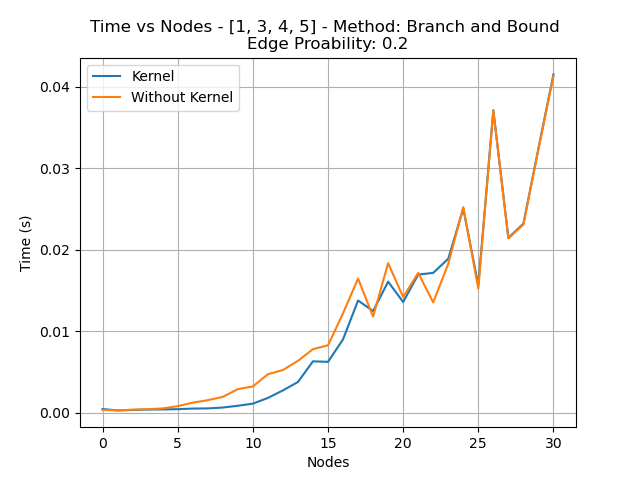 Time vs Nodes - [1, 3, 4, 5] - Method: Branch and Bound
Edge Proability: 0.2
Kernel
Without Kernel
0.04
0.03
0.02
0.01
0.00
Time (s)
0 5 10 15 20 25 30
Nodes